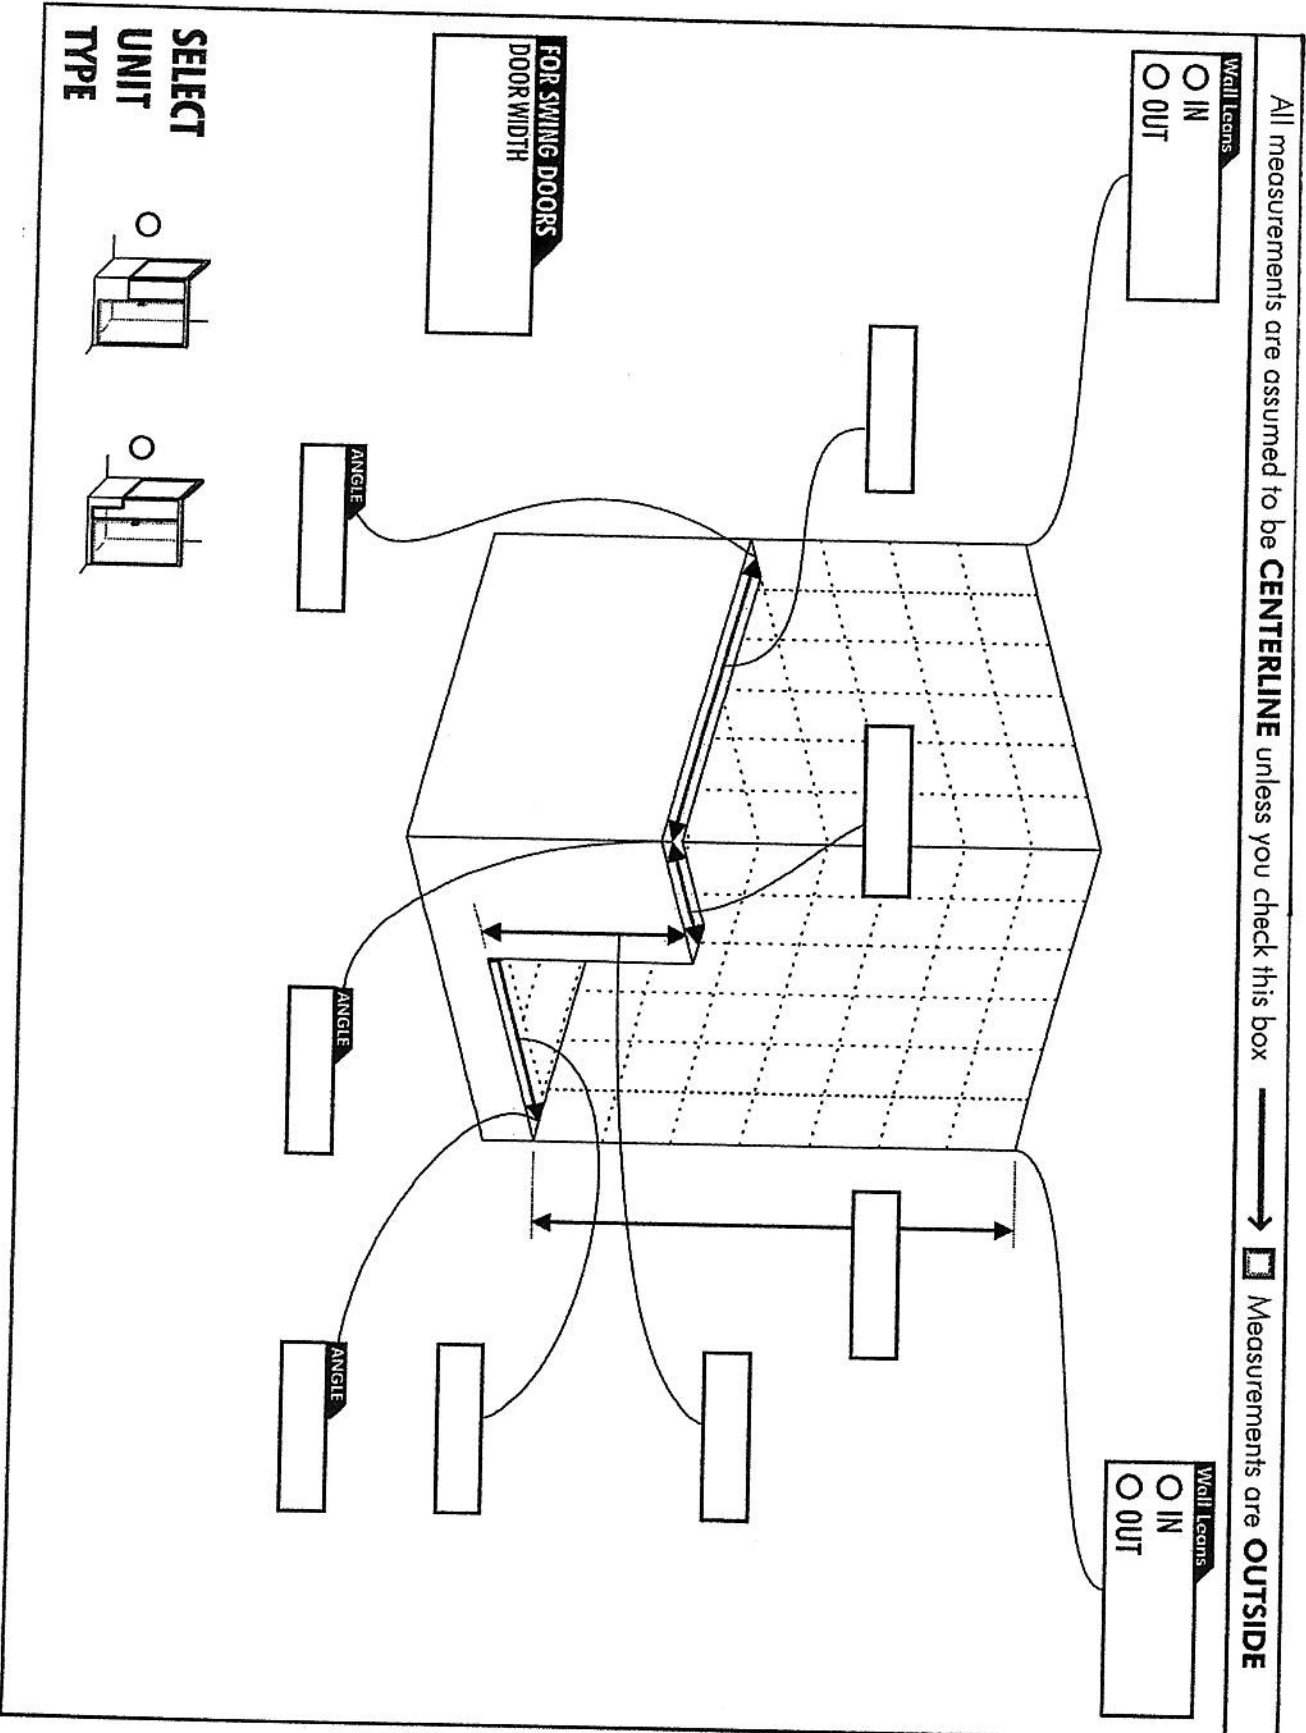 All measurements are assumed to be CENTERLINE unless you check this box Measurements are OUTSIDE
Wall Leans
IN
OUT
Wall Leans
IN
OUT
FOR SWING DOORS
DOOR WIDTH
ANGLE
ANGLE
ANGLE
SELECT
UNIT
TYPE